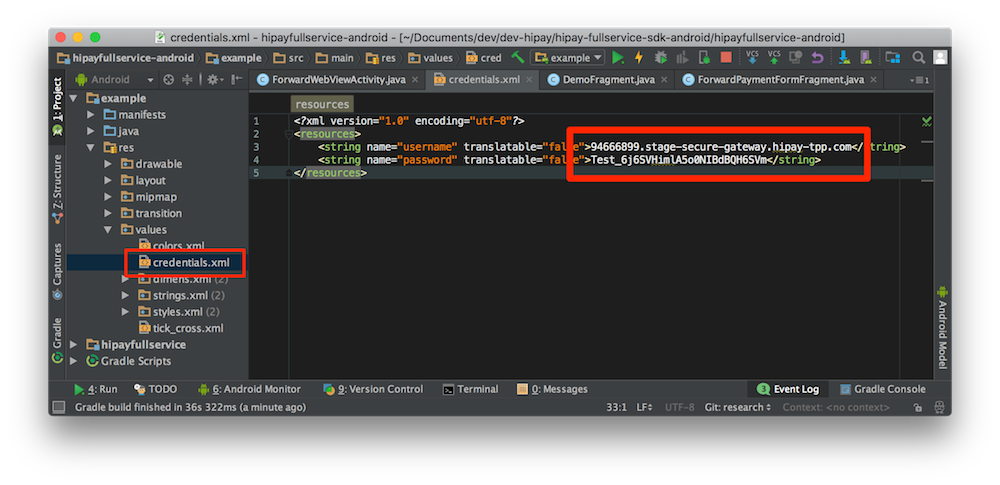 credentials.xml - hipayfullservice-android - [~/Documents/dev/dev-hipay/hipay-fullservice-sdk-android/hipayfullservice-android]
hipayfullservice-android example src main res values cred example VCS VCS
Android ForwardWebViewActivity.java credentials.xml DemoFragment.java ForwardPaymentFormFragment.java 1
1: Project
Z: Structure
Captures
Gradle
example
manifests
java
res
drawable
layout
mipmap
transition
values
colors.xml
credentials.xml
dimens.xml (2)
strings.xml (2)
styles.xml (2)
tick_cross.xml
hipayfullservice
Gradle Scripts
resources
1 <?xml version="1.0" encoding="utf-8"?>
2 <resources>
3 <string name="username" translatable="false">94666899.stage-secure-gateway.hipay-tpp.com</string>
4 <string name="password" translatable="false">Test_6j6SVHimlA5o0NIBdBQH6SVm</string>
5 </resources>
Android Model
4: Run TODO 6: Android Monitor 9: Version Control Terminal 0: Messages 3 Event Log Gradle Console
Gradle build finished in 36s 322ms (a minute ago) 33:1 LF UTF-8 Git: research Context: <no context>